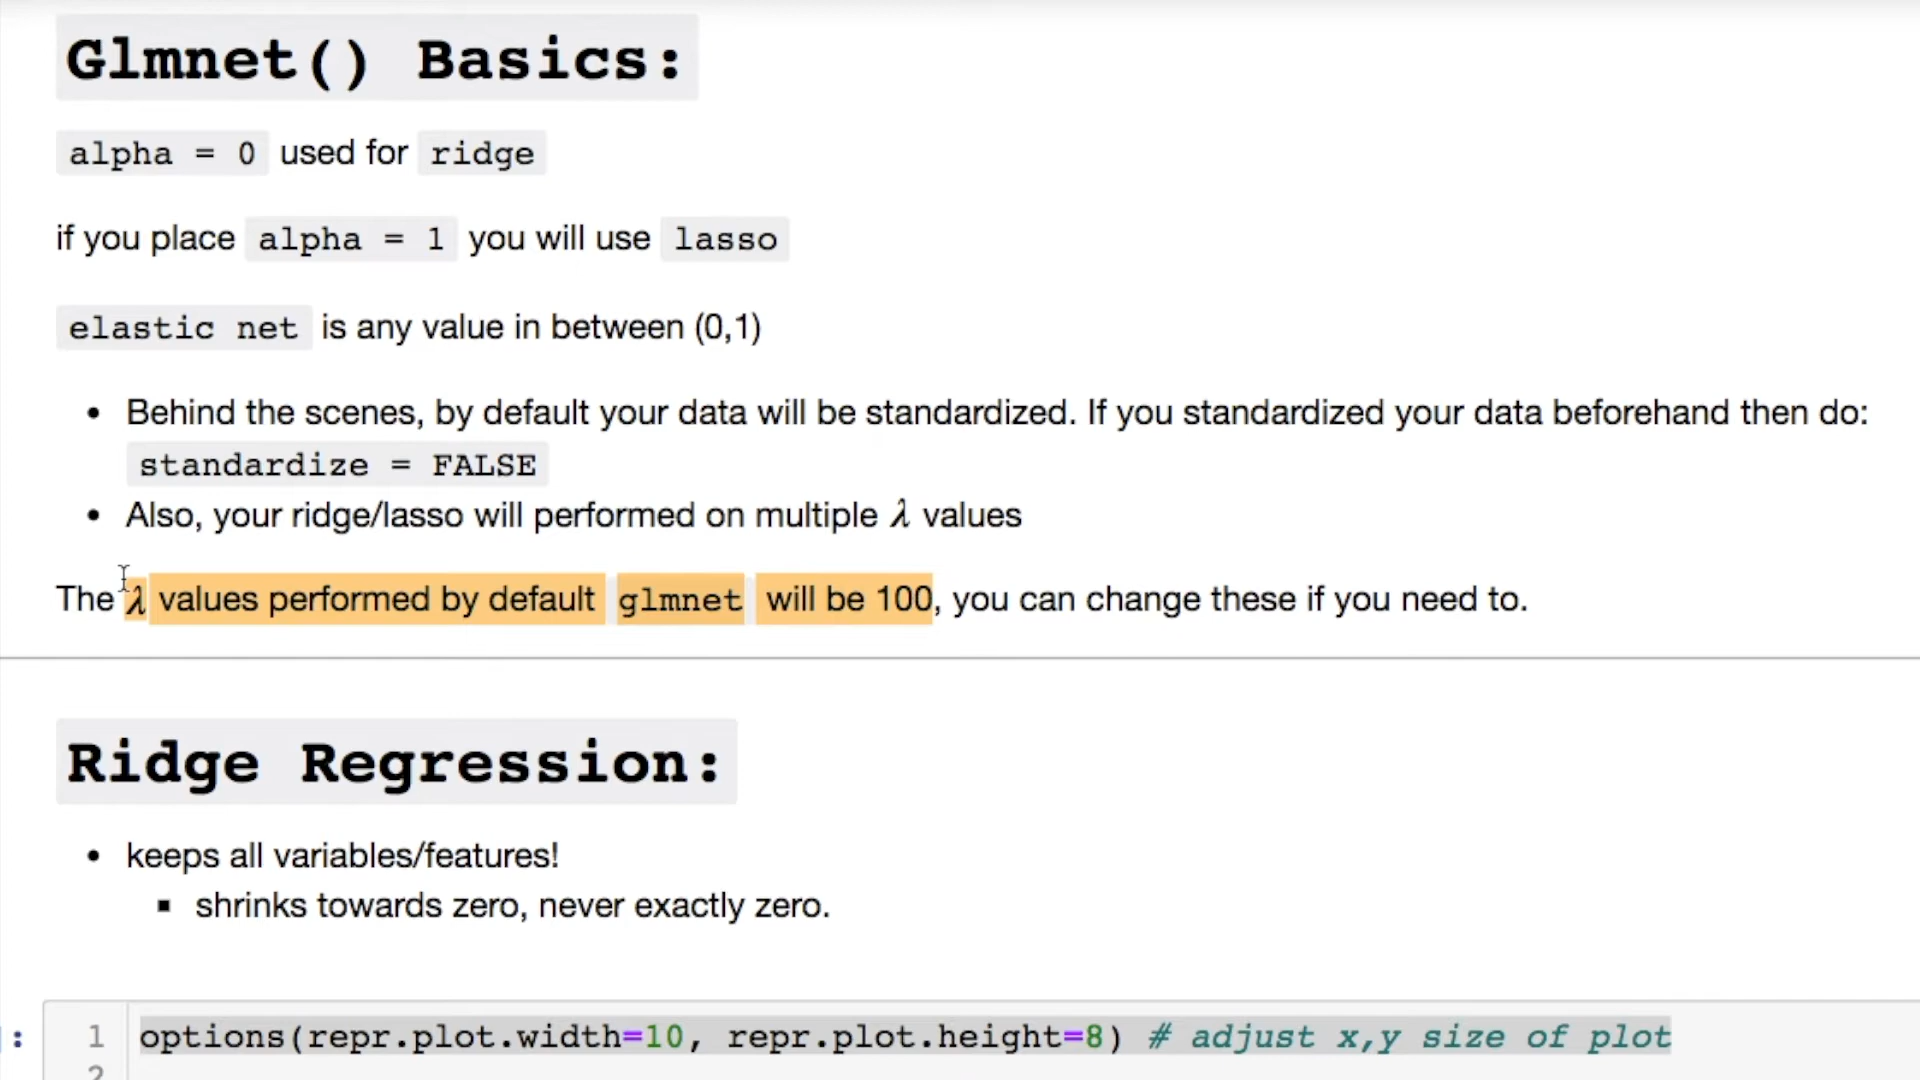 Glmnet() Basics:
alpha = 0 used for ridge
if you place alpha = 1 you will use lasso
elastic net is any value in between (0,1)
• Behind the scenes, by default your data will be standardized. If you standardized your data beforehand then do:
standardize = FALSE
• Also, your ridge/lasso will performed on multiple λ values
The λ values performed by default glmnet will be 100, you can change these if you need to.
Ridge Regression:
• keeps all variables/features!
▪ shrinks towards zero, never exactly zero.
]: 1 options(repr.plot.width=10, repr.plot.height=8) # adjust x,y size of plot
2